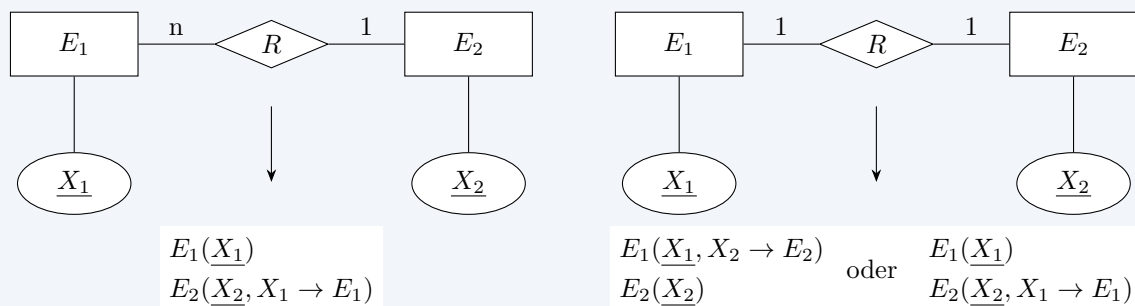 E₁ n R 1 E₂
X₁ X₂
E₁(X₁)
E₂(X₂, X₁ → E₁)
E₁ 1 R 1 E₂
X₁ X₂
E₁(X₁, X₂ → E₂)
E₂(X₂)
oder
E₁(X₁)
E₂(X₂, X₁ → E₁)